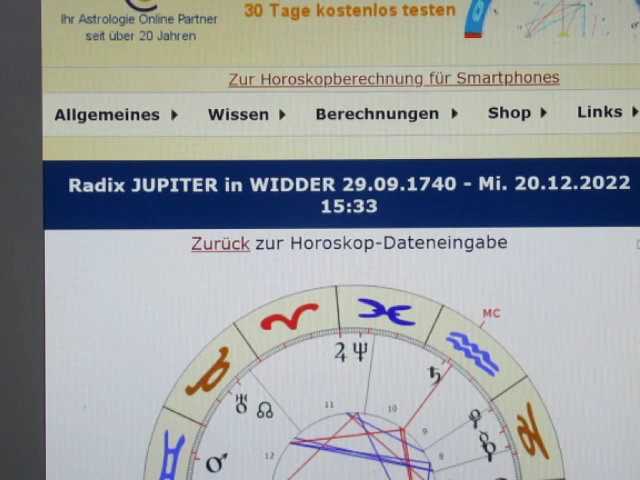 Ihr Astrologie Online Partner
seit über 20 Jahren
30 Tage kostenlos testen
Zur Horoskopberechnung für Smartphones
Allgemeines Wissen Berechnungen Shop Links
Radix JUPITER in WIDDER 29.09.1740 - Mi. 20.12.2022
15:33
Zurück zur Horoskop-Dateneingabe
MC
11 10
9
12 8